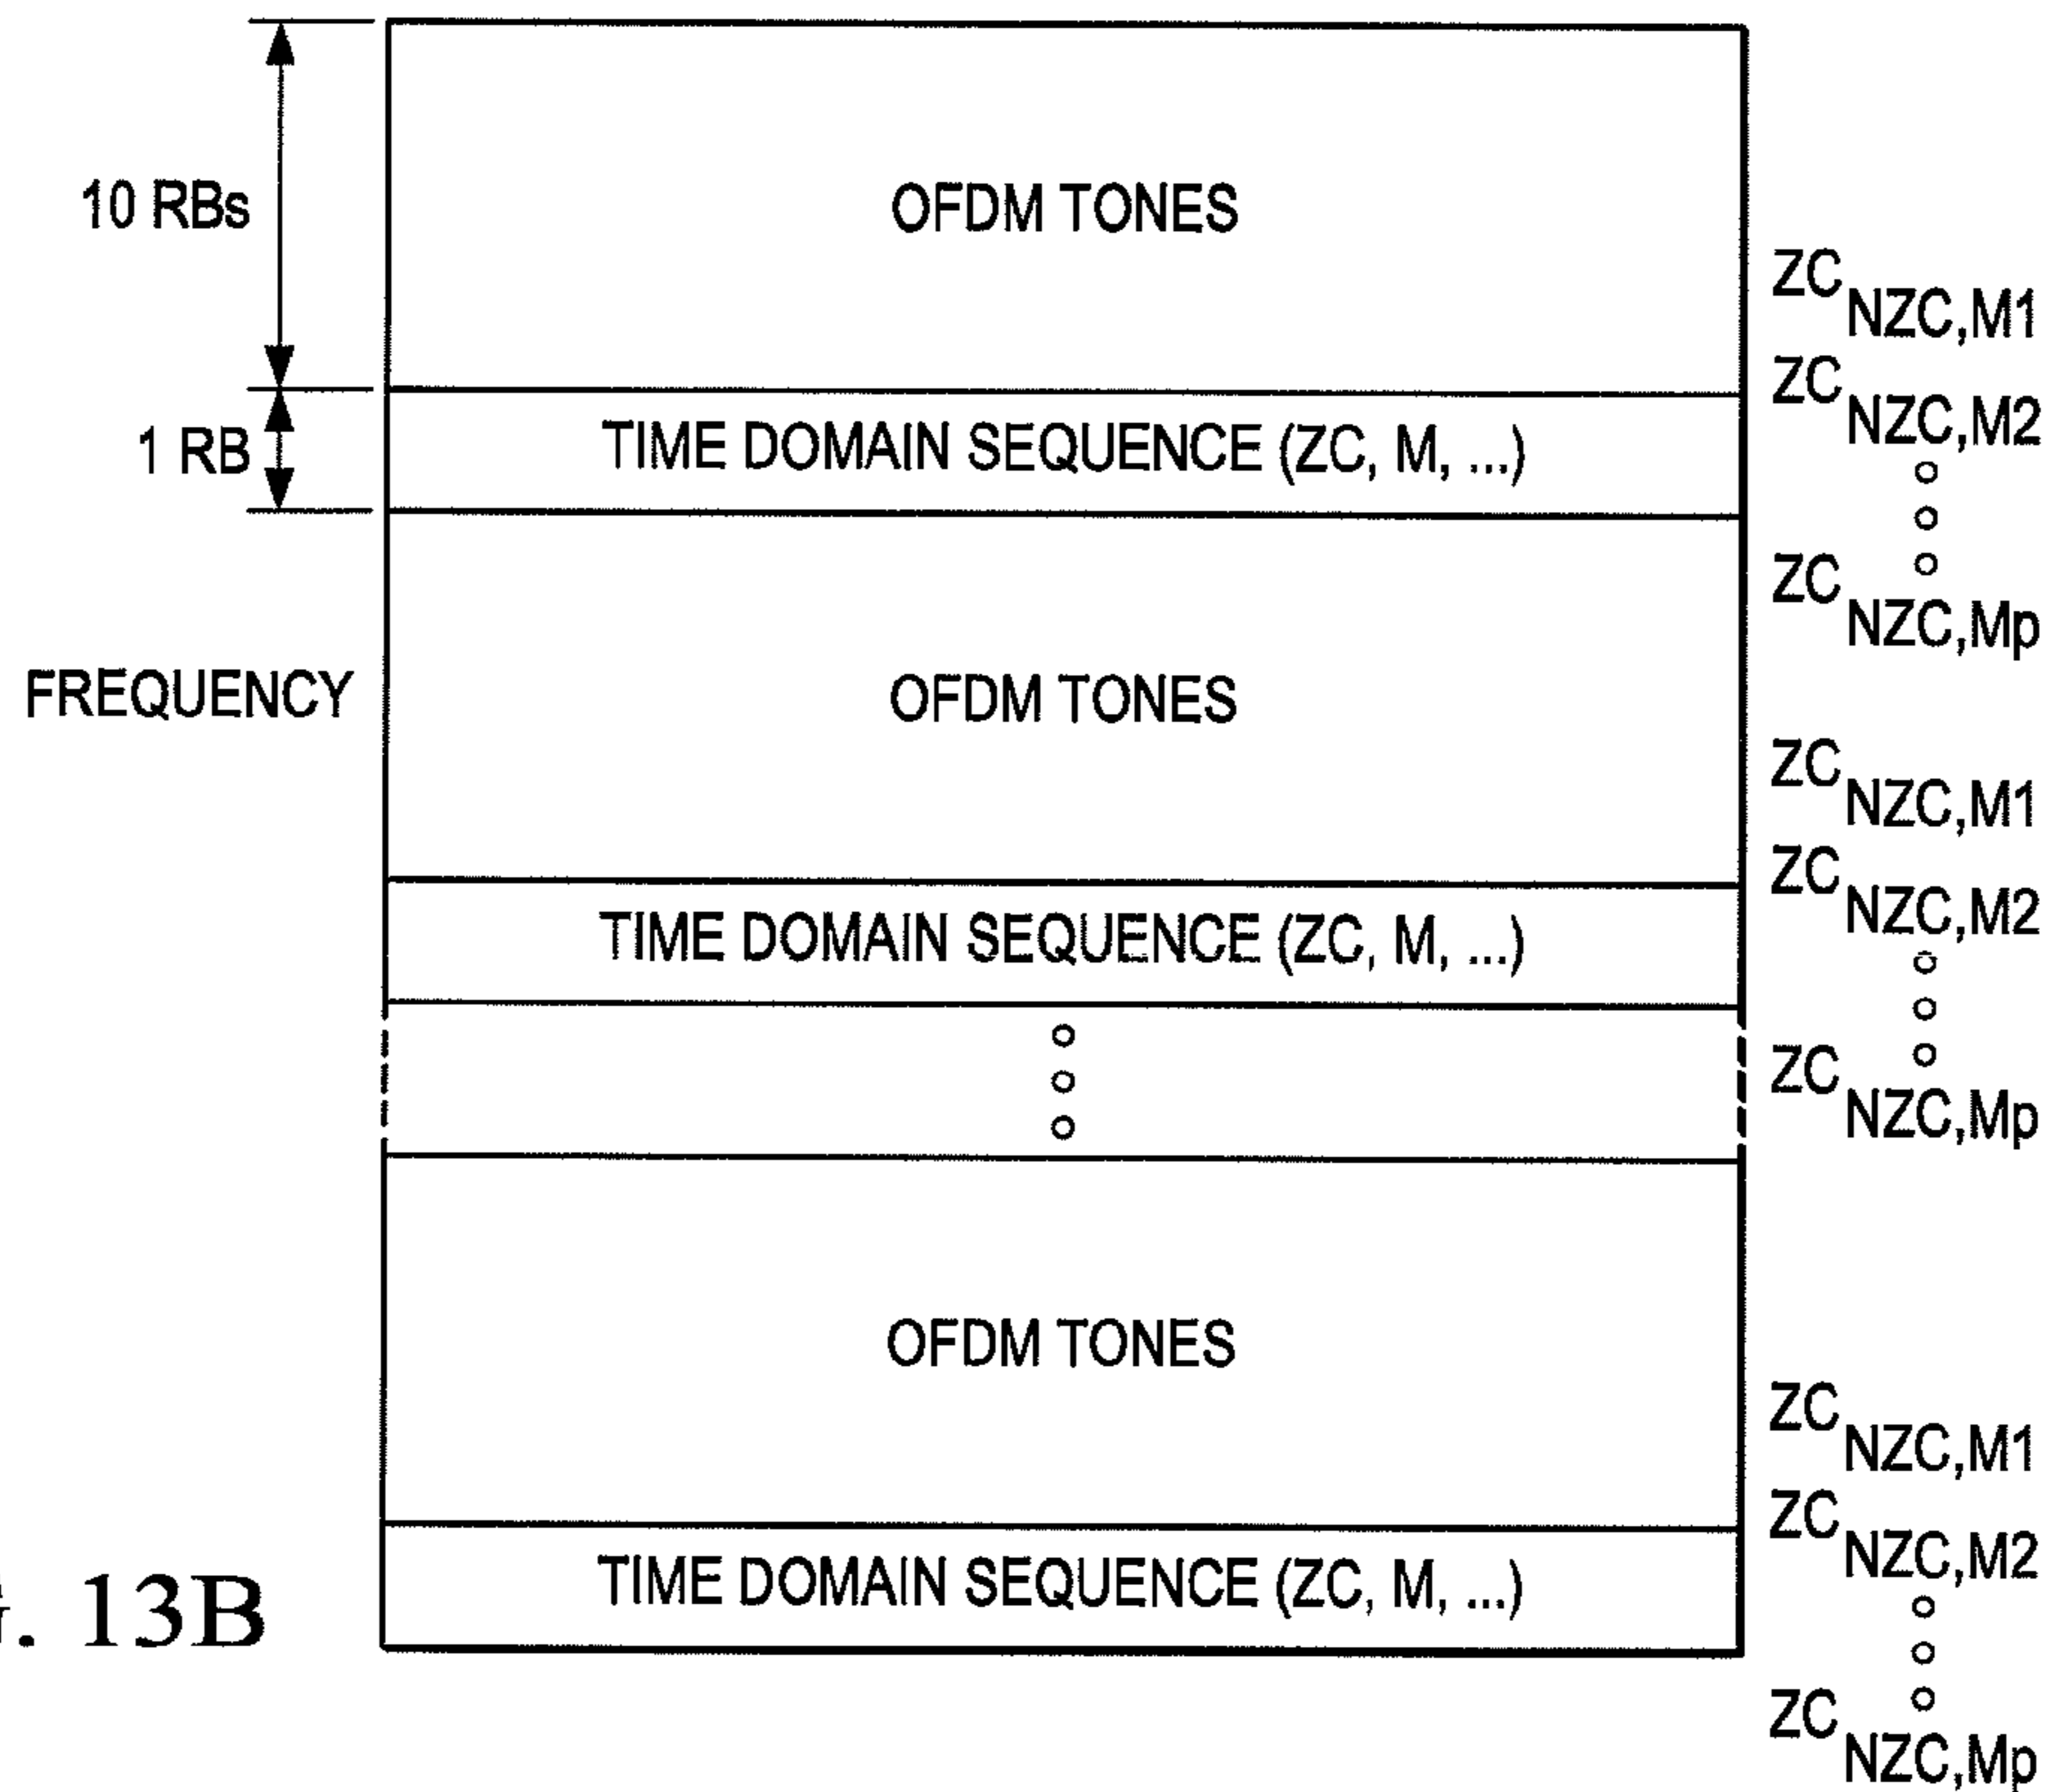 OFDM TONES
10 RBs
ZC NZC,M1
ZC NZC,M2
1 RB
TIME DOMAIN SEQUENCE (ZC, M, ...)
ZC NZC,Mp
FREQUENCY
OFDM TONES
ZC NZC,M1
ZC NZC,M2
TIME DOMAIN SEQUENCE (ZC, M, ...)
ZC NZC,Mp
OFDM TONES
ZC NZC,M1
ZC NZC,M2
TIME DOMAIN SEQUENCE (ZC, M, ...)
ZC NZC,Mp
. 13B